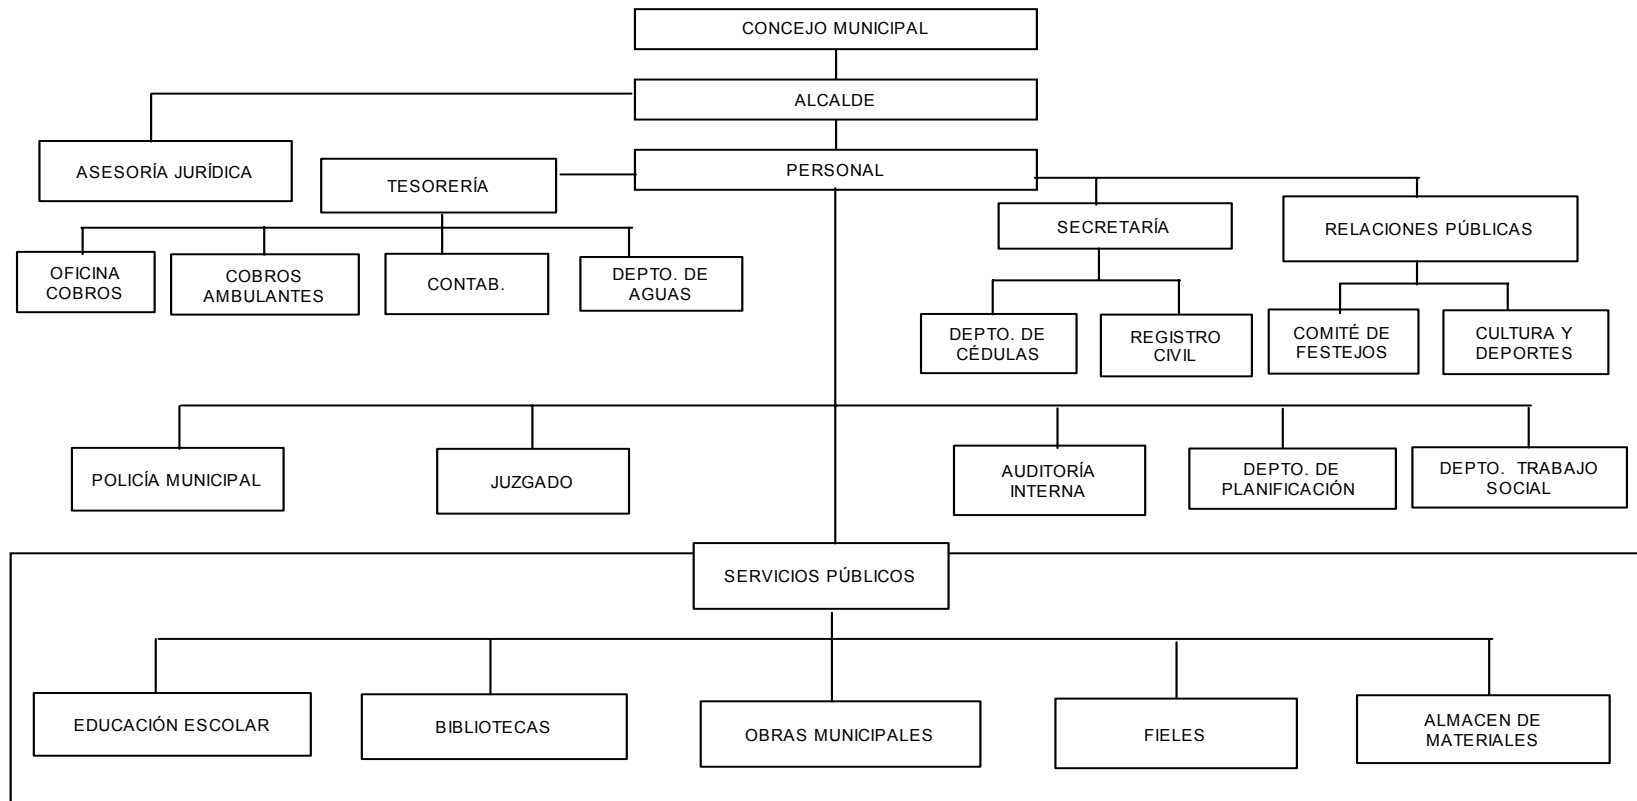 CONCEJO MUNICIPAL
ALCALDE
ASESORÍA JURÍDICA
TESORERÍA
PERSONAL
SECRETARÍA
RELACIONES PÚBLICAS
OFICINA
COBROS
COBROS
AMBULANTES
CONTAB.
DEPTO. DE
AGUAS
DEPTO. DE
CÉDULAS
REGISTRO
CIVIL
COMITÉ DE
FESTEJOS
CULTURA Y
DEPORTES
POLICÍA MUNICIPAL
JUZGADO
AUDITORÍA
INTERNA
DEPTO. DE
PLANIFICACIÓN
DEPTO. TRABAJO
SOCIAL
SERVICIOS PÚBLICOS
EDUCACIÓN ESCOLAR
BIBLIOTECAS
OBRAS MUNICIPALES
FIELES
ALMACEN DE
MATERIALES